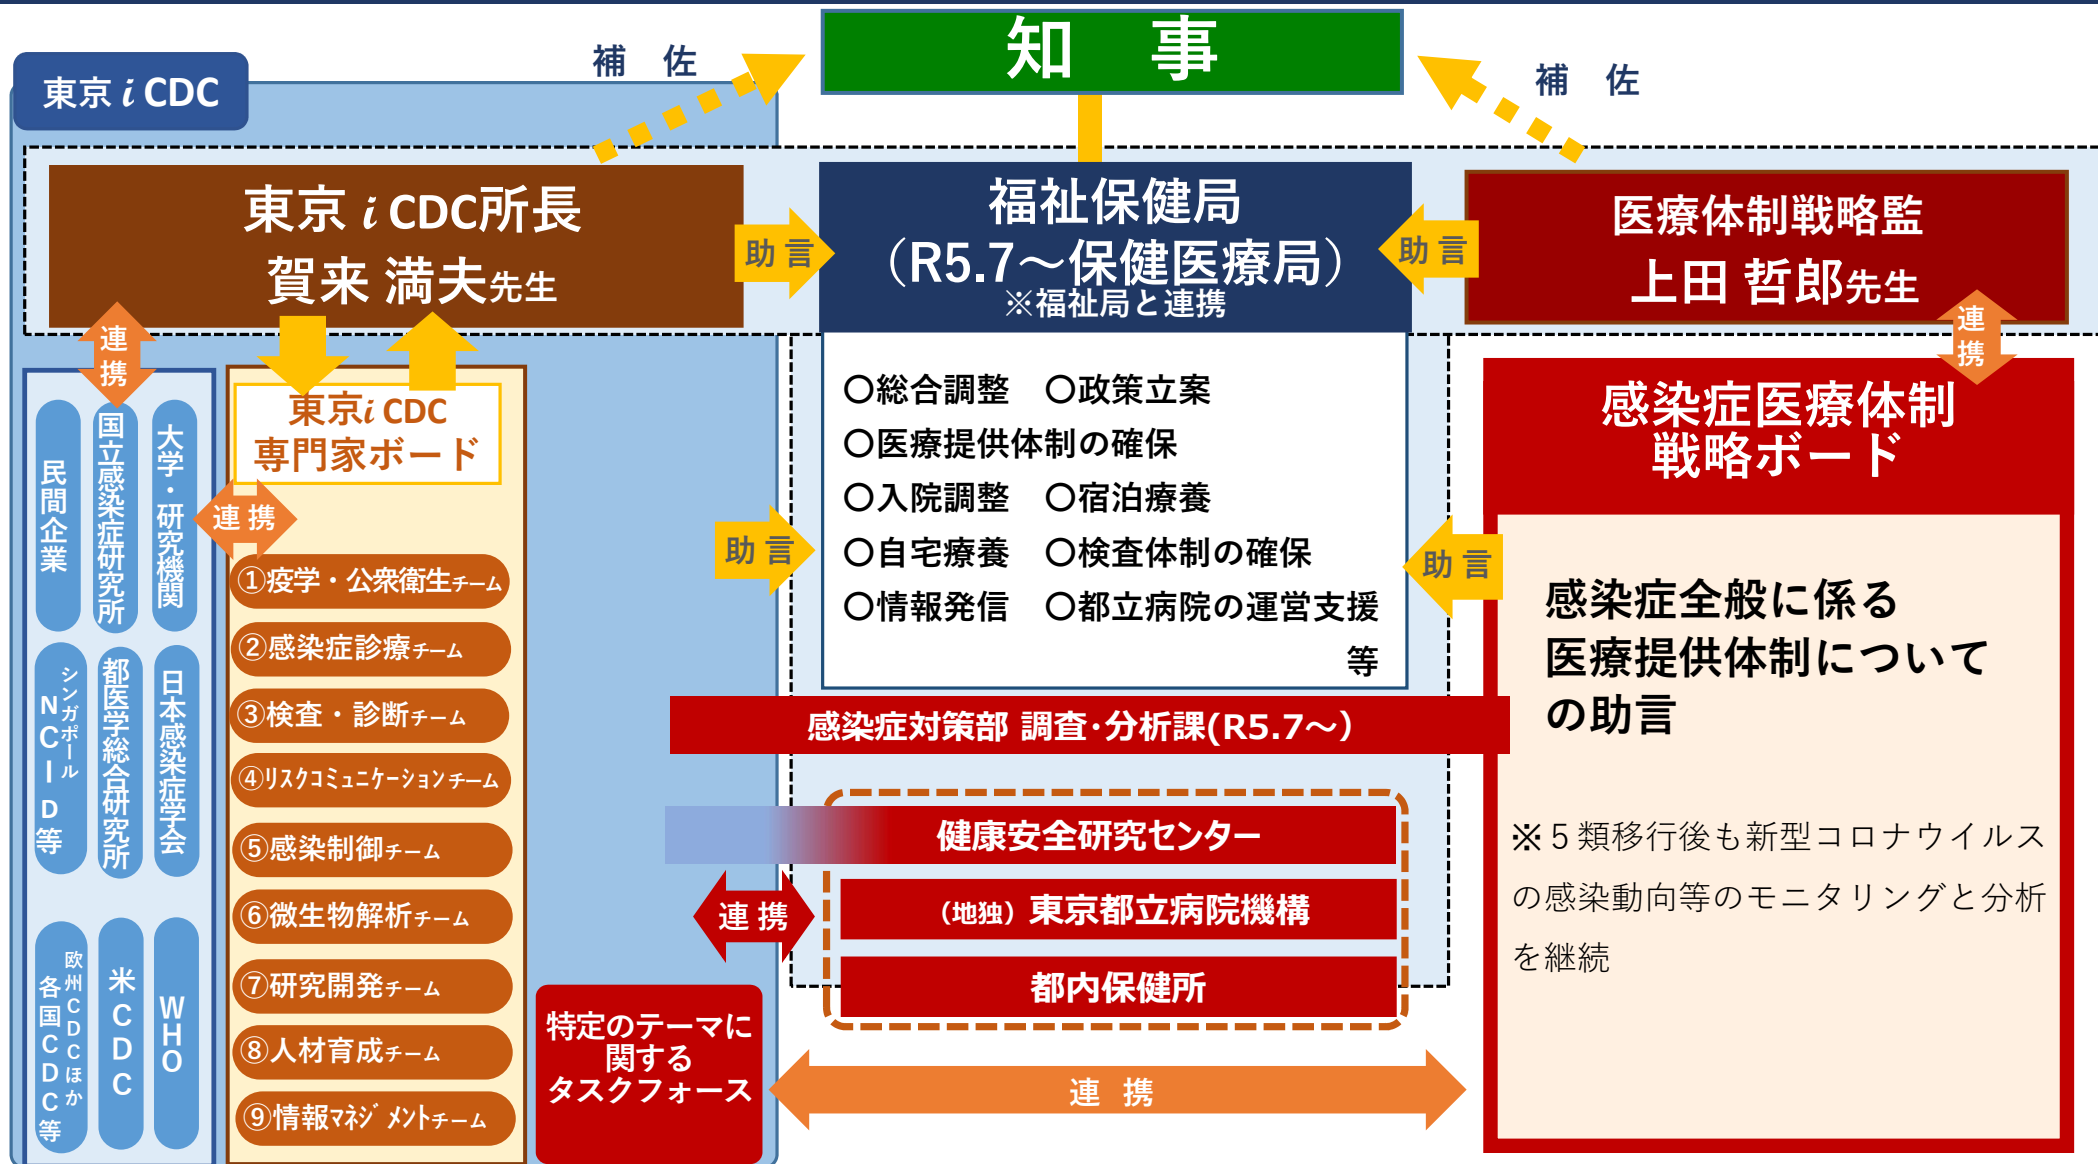 知　事
補　佐
補　佐
東京 i CDC
東京 i CDC所長
賀来 満夫先生
助 言
福祉保健局
（R5.7～保健医療局）
※福祉局と連携
助 言
医療体制戦略監
上田 哲郎先生
連携
連携
民間企業
国立感染症研究所
大学・研究機関
シンガポール
NCID等
都医学総合研究所
日本感染症学会
欧州CDCほか
各国CDC等
米CDC
WHO
連 携
東京i CDC
専門家ボード
①疫学・公衆衛生チーム
②感染症診療チーム
③検査・診断チーム
④ﾘｽｸｺﾐｭﾆｹｰｼｮﾝチーム
⑤感染制御チーム
⑥微生物解析チーム
⑦研究開発チーム
⑧人材育成チーム
⑨情報ﾏﾈｼﾞﾒﾝﾄチーム
特定のテーマに
関する
タスクフォース
助 言
〇総合調整　〇政策立案
〇医療提供体制の確保
〇入院調整　〇宿泊療養
〇自宅療養　〇検査体制の確保
〇情報発信　〇都立病院の運営支援
等
助 言
感染症対策部 調査･分析課(R5.7～）
健康安全研究センター
（地独）東京都立病院機構
都内保健所
連 携
連 携
感染症医療体制
戦略ボード
感染症全般に係る
医療提供体制について
の助言
※５類移行後も新型コロナウイルス
の感染動向等のモニタリングと分析
を継続